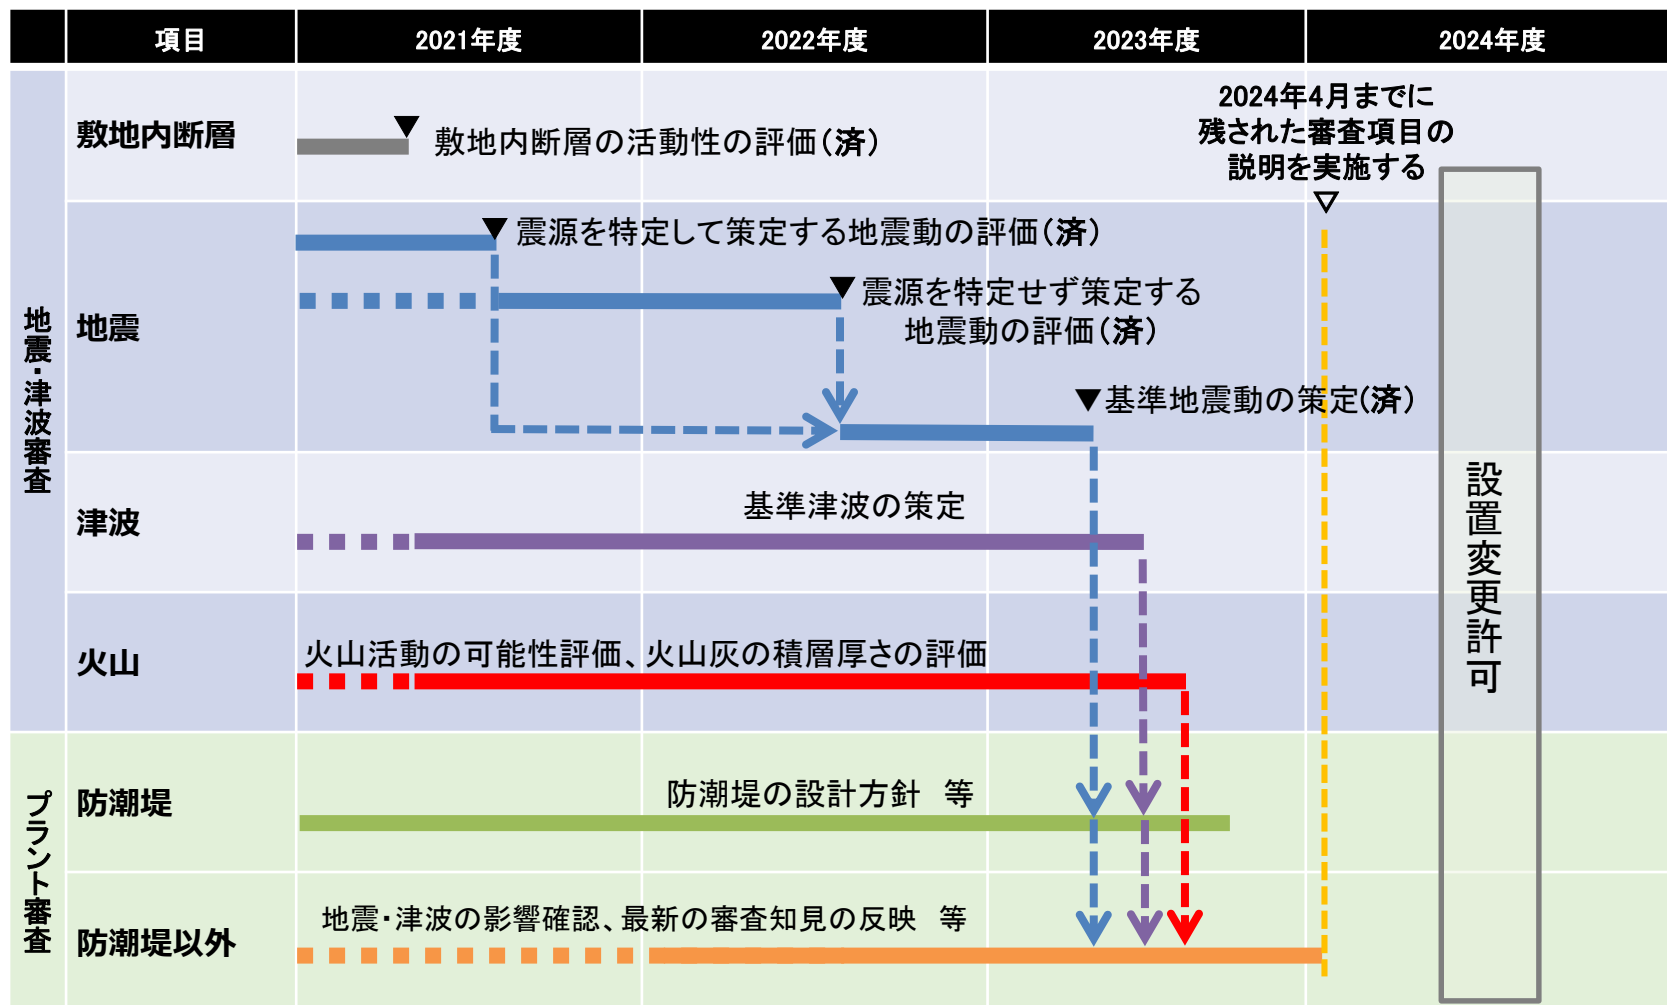 項目
2021年度
2022年度
2023年度
2024年度
地震・津波審査
敷地内断層
敷地内断層の活動性の評価（済）
2024年4月までに
残された審査項目の
説明を実施する
地震
震源を特定して策定する地震動の評価（済）
震源を特定せず策定する
地震動の評価（済）
基準地震動の策定(済）
津波
基準津波の策定
火山
火山活動の可能性評価、火山灰の積層厚さの評価
設置変更許可
プラント審査
防潮堤
防潮堤の設計方針　等
防潮堤以外
地震・津波の影響確認、最新の審査知見の反映　等